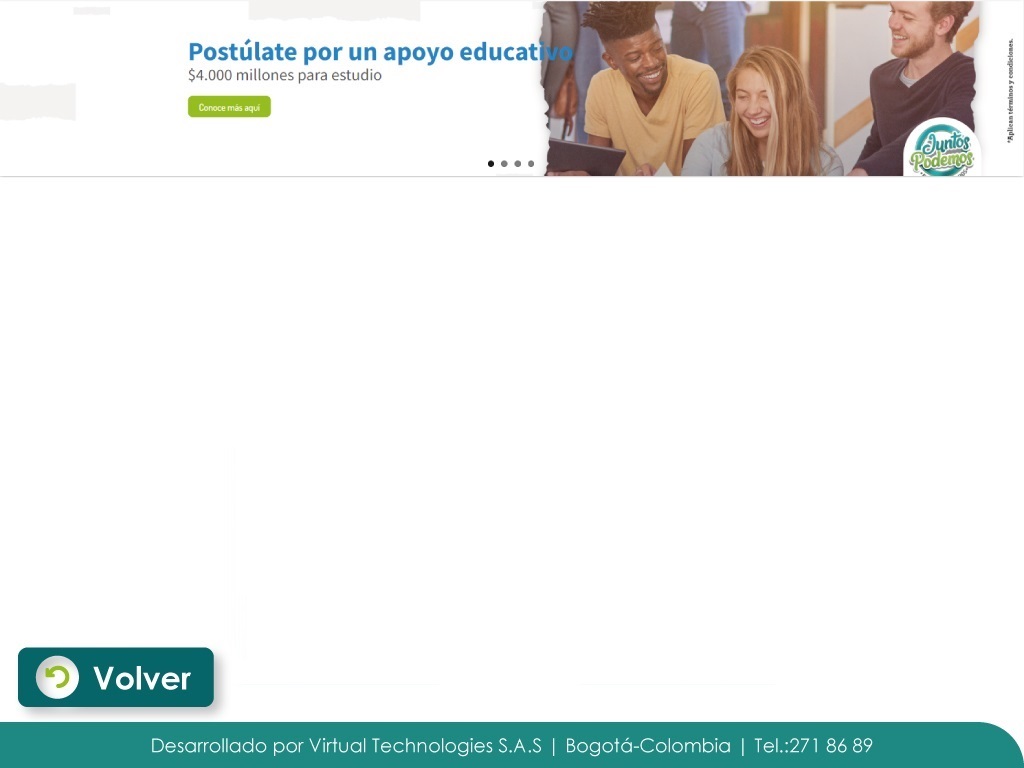 Postúlate por un apoyo educativo
$4.000 millones para estudio
Conoce más aquí
*Aplican términos y condiciones.
Juntos
Podemos
Volver
Desarrollado por Virtual Technologies S.A.S | Bogotá-Colombia | Tel.:271 86 89